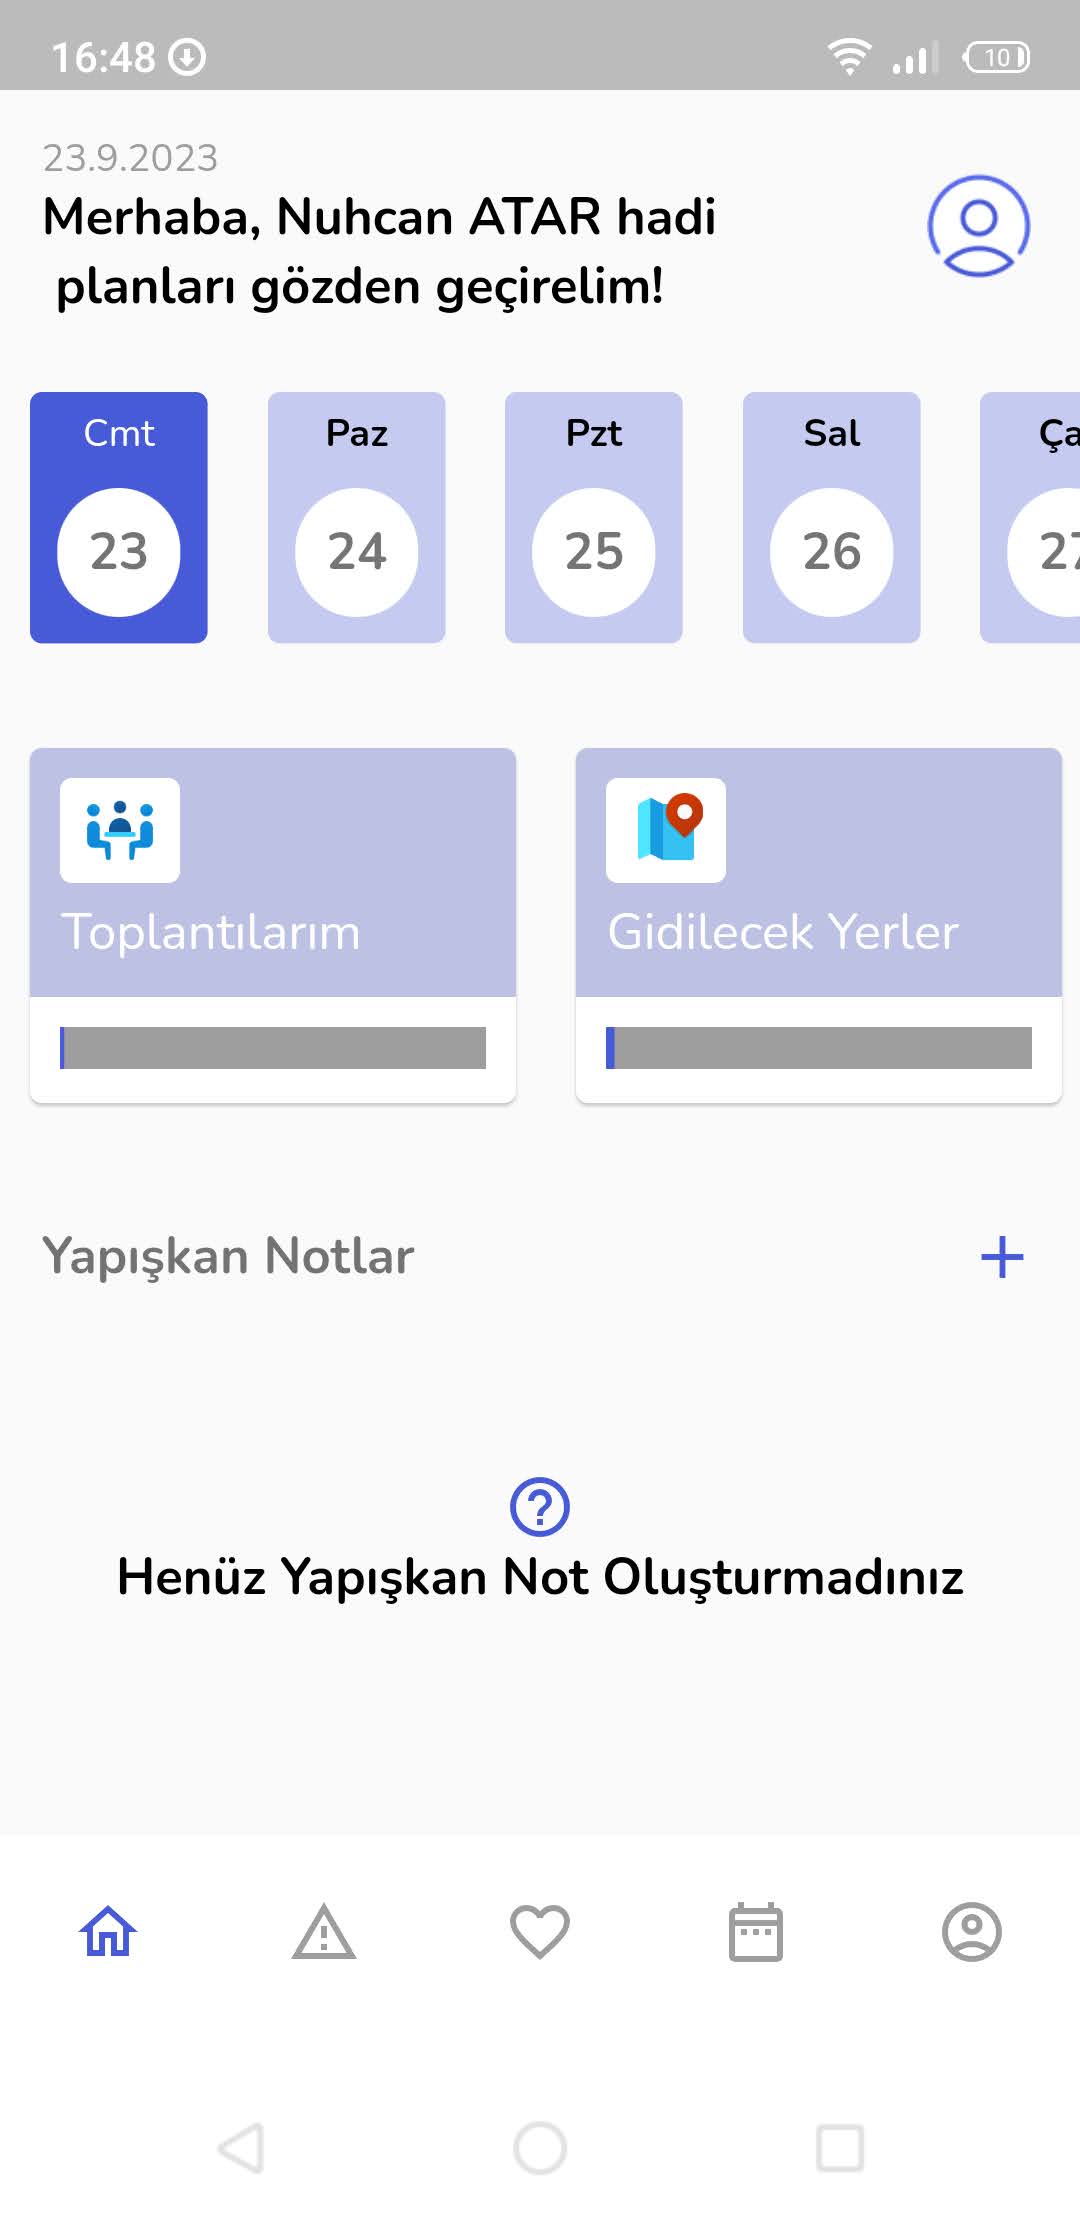 16:48
10
23.9.2023
Merhaba, Nuhcan ATAR hadi
planları gözden geçirelim!
Cmt Paz Pzt Sal Ça
23 24 25 26 27
Toplantılarım Gidilecek Yerler
Yapışkan Notlar
Henüz Yapışkan Not Oluşturmadınız